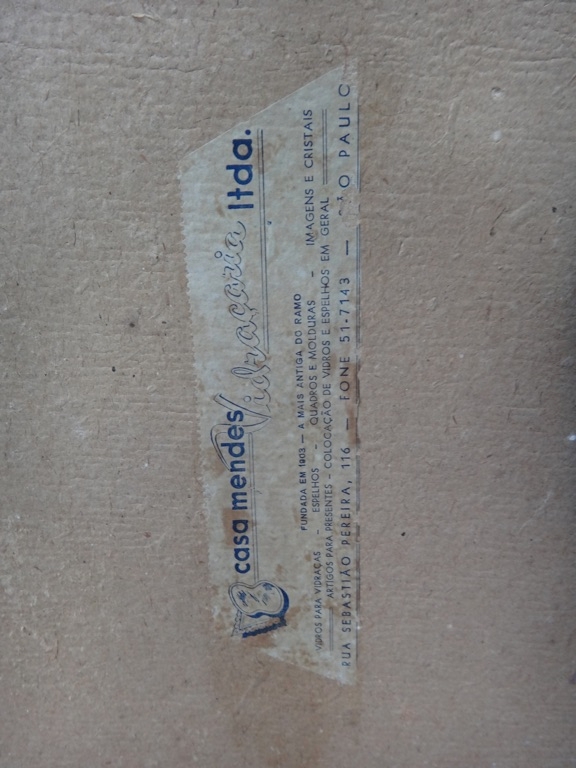 casa mendes Vidraçaria ltda.
FUNDADA EM 1903 — A MAIS ANTIGA DO RAMO
VIDROS PARA VIDRAÇAS - ESPELHOS - QUADROS E MOLDURAS - IMAGENS E CRISTAIS
ARTIGOS PARA PRESENTES - COLOCAÇÃO DE VIDROS E ESPELHOS EM GERAL
RUA SEBASTIÃO PEREIRA, 116 — FONE 51-7143 — PAULO